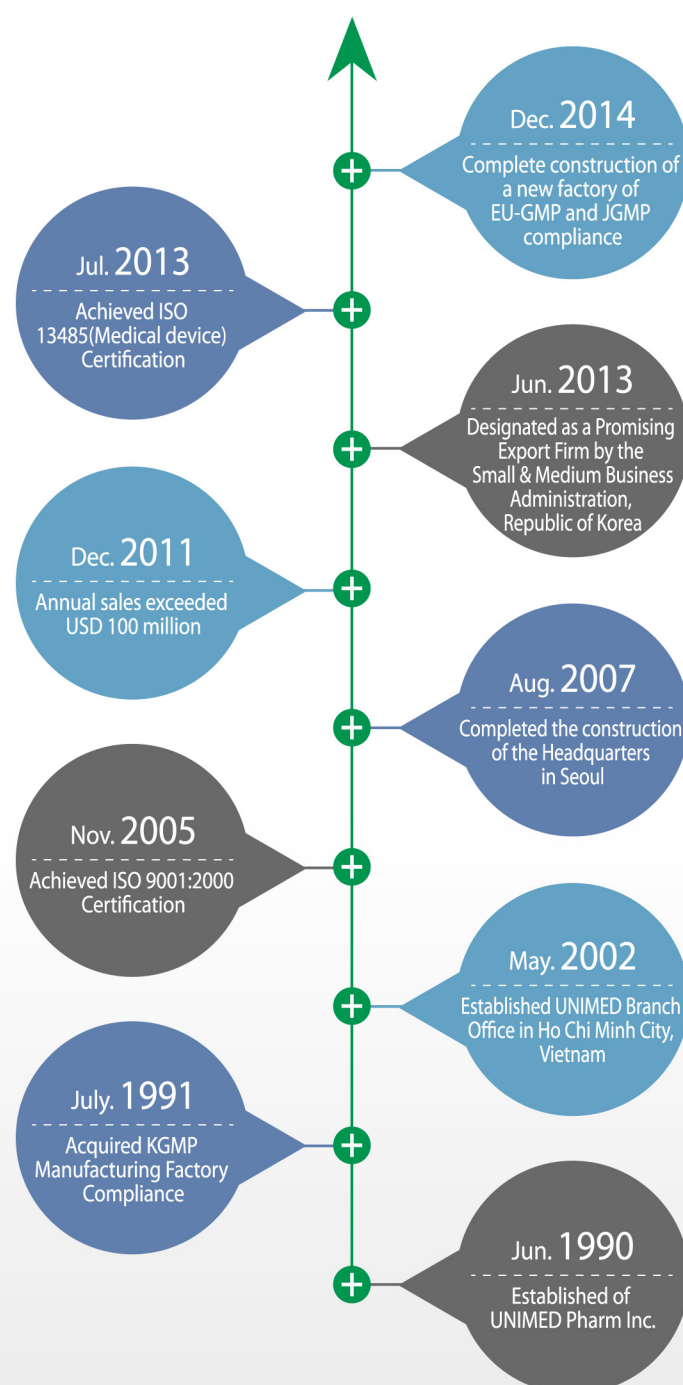 Dec. 2014
Complete construction of
a new factory of
EU-GMP and JGMP
compliance
Jul. 2013
Achieved ISO
13485(Medical device)
Certification
Jun. 2013
Designated as a Promising
Export Firm by the
Small & Medium Business
Administration,
Republic of Korea
Dec. 2011
Annual sales exceeded
USD 100 million
Aug. 2007
Completed the construction
of the Headquarters
in Seoul
Nov. 2005
Achieved ISO 9001:2000
Certification
May. 2002
Established UNIMED Branch
Office in Ho Chi Minh City,
Vietnam
July. 1991
Acquired KGMP
Manufacturing Factory
Compliance
Jun. 1990
Established of
UNIMED Pharm Inc.